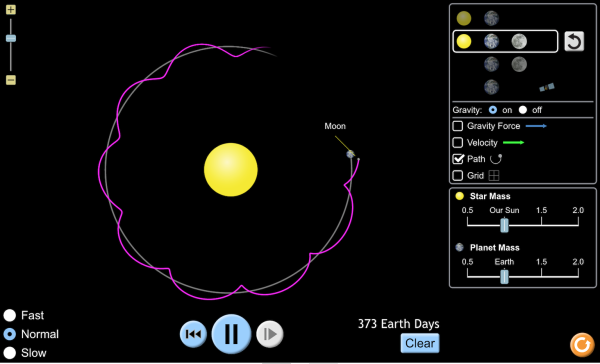 Moon
Gravity: on off
Gravity Force
Velocity
Path
Grid
Star Mass
0.5 Our Sun 1.5 2.0
Planet Mass
0.5 Earth 1.5 2.0
Fast
Normal
Slow
373 Earth Days
Clear